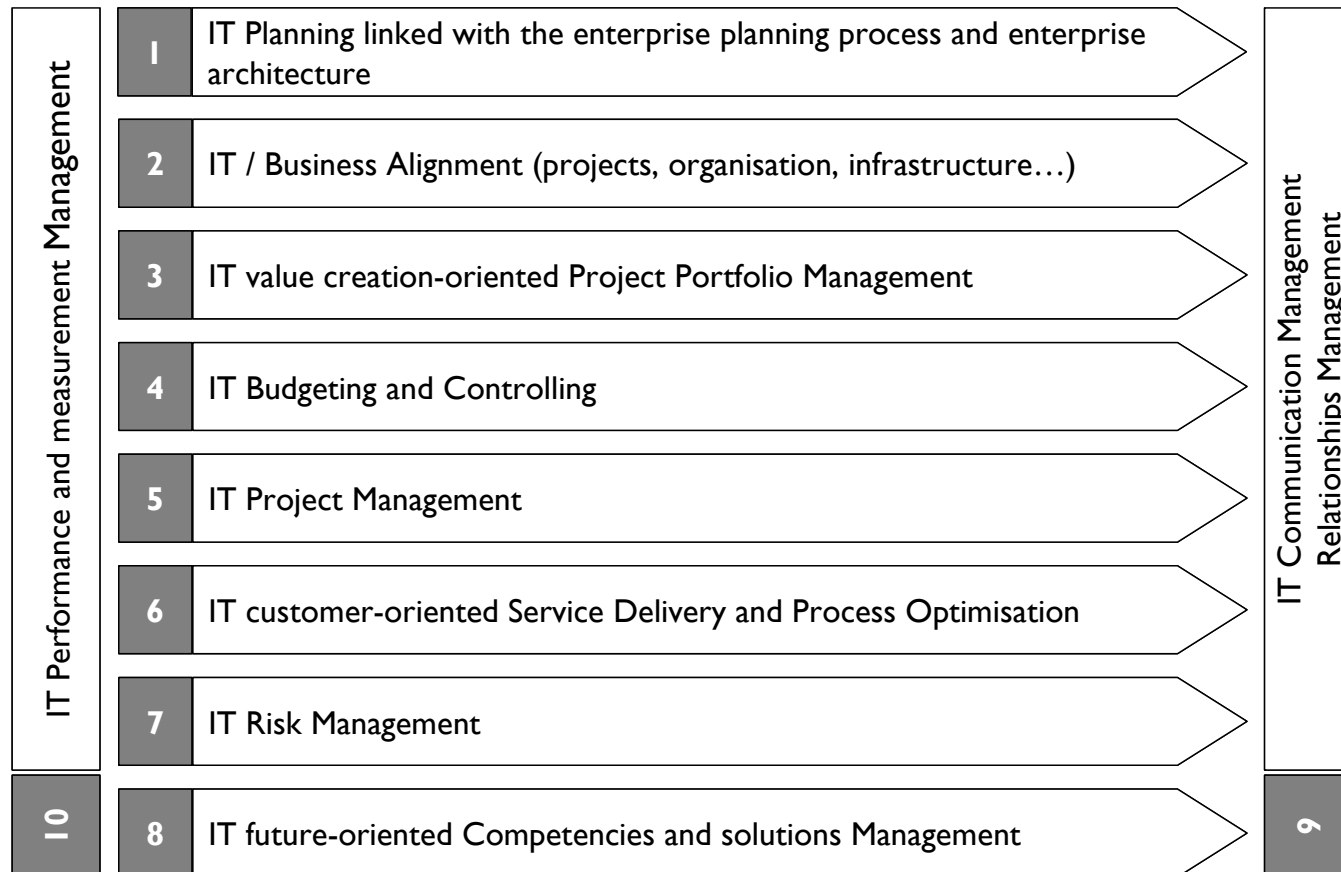 IT Performance and measurement Management
10
1
IT Planning linked with the enterprise planning process and enterprise
architecture
2
IT / Business Alignment (projects, organisation, infrastructure…)
3
IT value creation-oriented Project Portfolio Management
4
IT Budgeting and Controlling
5
IT Project Management
6
IT customer-oriented Service Delivery and Process Optimisation
7
IT Risk Management
8
IT future-oriented Competencies and solutions Management
IT Communication Management
Relationships Management
9